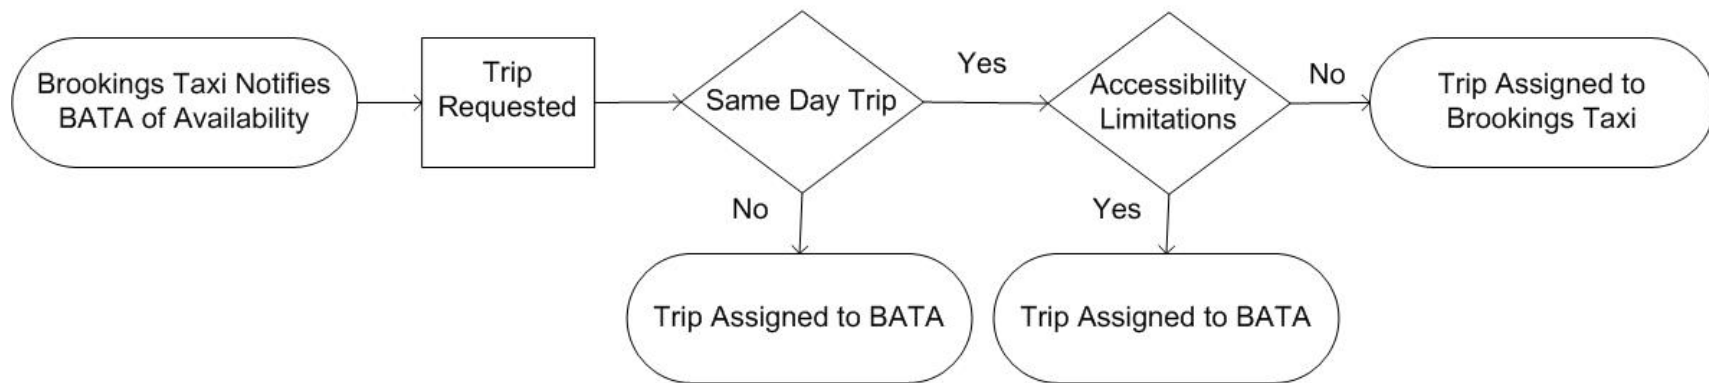 Brookings Taxi Notifies
BATA of Availability
Trip
Requested
Same Day Trip
Yes
Accessibility
Limitations
No
Trip Assigned to
Brookings Taxi
No
Yes
Trip Assigned to BATA
Trip Assigned to BATA